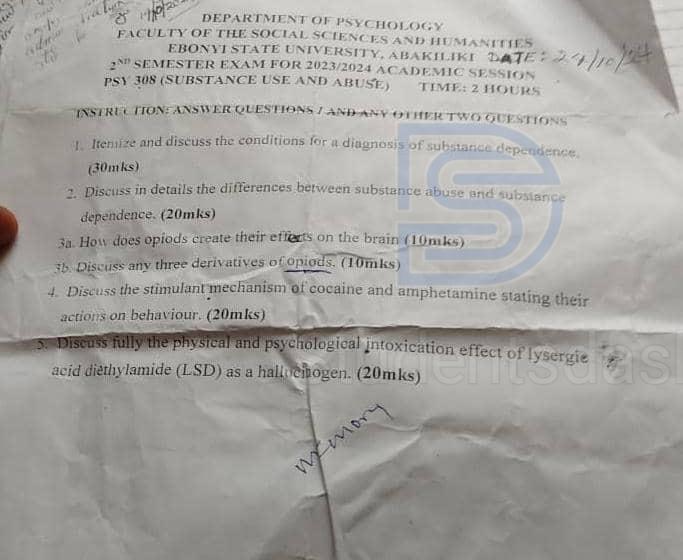 DEPARTMENT OF PSYCHOLOGY
FACULTY OF THE SOCIAL SCIENCES AND HUMANITIES
EBONYI STATE UNIVERSITY, ABAKILIKI DATE: 24/10/24
2ND SEMESTER EXAM FOR 2023/2024 ACADEMIC SESSION
PSY 308 (SUBSTANCE USE AND ABUSE) TIME: 2 HOURS
INSTRUCTION: ANSWER QUESTIONS 1 AND ANY OTHER TWO QUESTIONS
1. Itemize and discuss the conditions for a diagnosis of substance dependence.
(30mks)
2. Discuss in details the differences between substance abuse and substance
dependence. (20mks)
3a. How does opiods create their effects on the brain (10mks)
3b. Discuss any three derivatives of opiods. (10mks)
4. Discuss the stimulant mechanism of cocaine and amphetamine stating their
actions on behaviour. (20mks)
5. Discuss fully the physical and psychological intoxication effect of lysergie
acid diethylamide (LSD) as a hallucinogen. (20mks)
memory